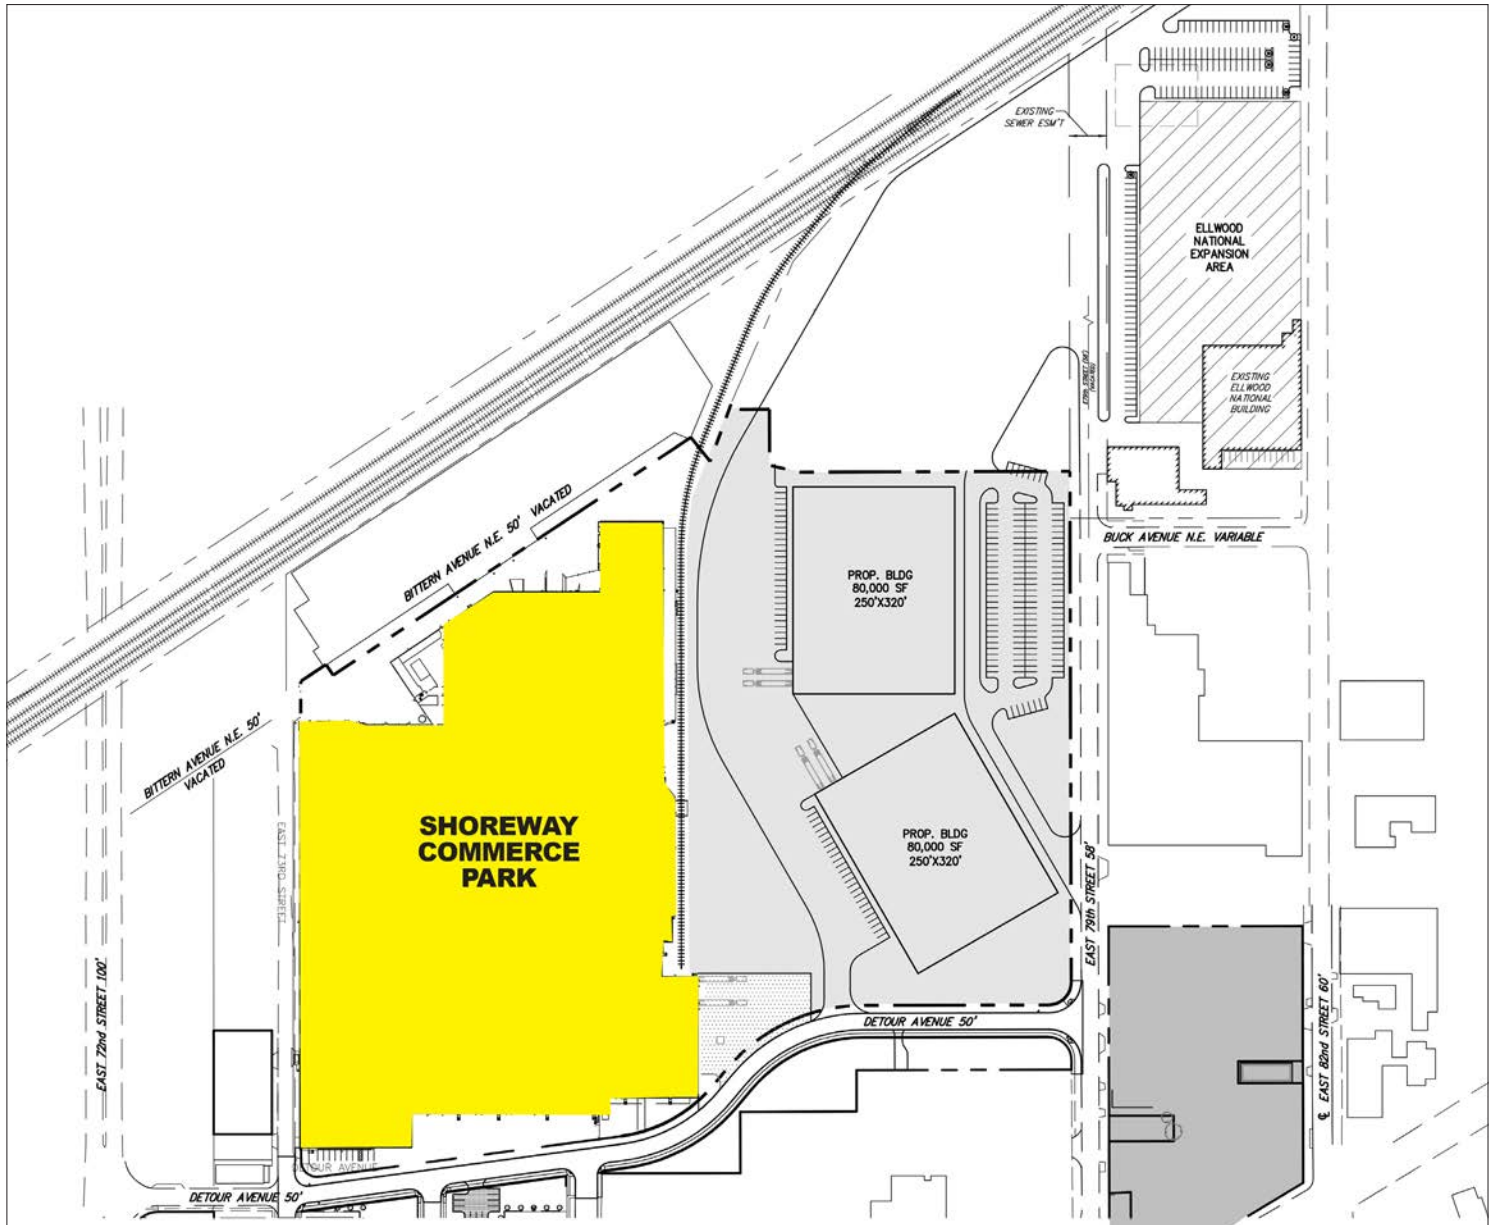 EXISTING
SEWER ESM'T
ELLWOOD
NATIONAL
EXPANSION
AREA
EXISTING
ELLWOOD
NATIONAL
BUILDING
BITTERN AVENUE N.E. 50' VACATED
BUCK AVENUE N.E. VARIABLE
PROP. BLDG
80,000 SF
250'X320'
BITTERN AVENUE N.E. 50'
VACATED
SHOREWAY
COMMERCE
PARK
EAST 73RD STREET
PROP. BLDG
80,000 SF
250'X320'
EAST 79th STREET 58'
EAST 72nd STREET 100'
DETOUR AVENUE 50'
EAST 82nd STREET 60'
DETOUR AVENUE
DETOUR AVENUE 50'